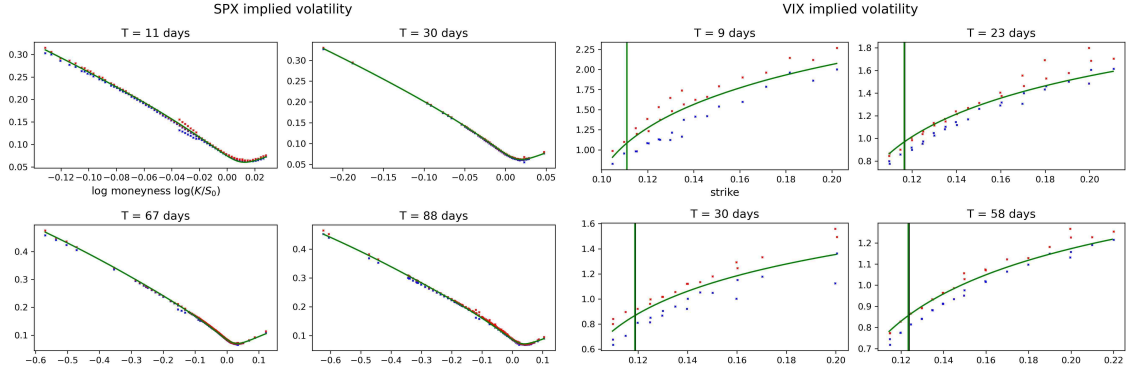 SPX implied volatility
VIX implied volatility
T = 11 days
0.30
0.25
0.20
0.15
0.10
0.05
−0.12 −0.10 −0.08 −0.06 −0.04 −0.02 0.00 0.02
log moneyness log(K/S₀)
T = 30 days
0.30
0.25
0.20
0.15
0.10
0.05
−0.20 −0.15 −0.10 −0.05 0.00 0.05
T = 9 days
2.25
2.00
1.75
1.50
1.25
1.00
0.10 0.12 0.14 0.16 0.18 0.20
strike
T = 23 days
1.8
1.6
1.4
1.2
1.0
0.8
0.12 0.14 0.16 0.18 0.20
T = 67 days
0.4
0.3
0.2
0.1
−0.6 −0.5 −0.4 −0.3 −0.2 −0.1 0.0 0.1
T = 88 days
0.4
0.3
0.2
0.1
−0.6 −0.5 −0.4 −0.3 −0.2 −0.1 0.0 0.1
T = 30 days
1.6
1.4
1.2
1.0
0.8
0.6
0.12 0.14 0.16 0.18 0.20
T = 58 days
1.2
1.1
1.0
0.9
0.8
0.7
0.12 0.14 0.16 0.18 0.20 0.22